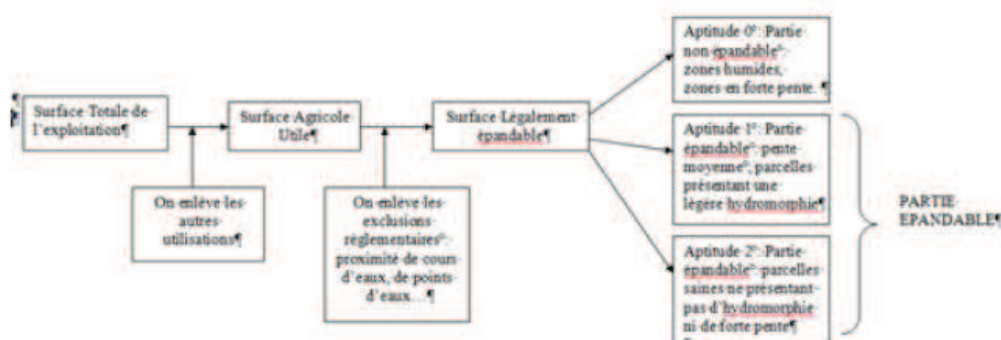 Surface Totale de
l'exploitation¶
On enlève les
autres
utilisations¶
Surface Agricole
Utile¶
On enlève les
exclusions
réglementaires°:
proximité de cours
d'eaux, de points
d'eaux…¶
Surface Légalement
épandable¶
Aptitude 0°: Partie
non épandable°:
zones humides,
zones en forte pente. ¶
Aptitude 1°: Partie
épandable°: pente
moyenne°, parcelles
présentant une
légère hydromorphie¶
Aptitude 2°: Partie
épandable°: parcelles
saines ne présentant
pas d'hydromorphie
ni de forte pente¶
PARTIE
EPANDABLE¶